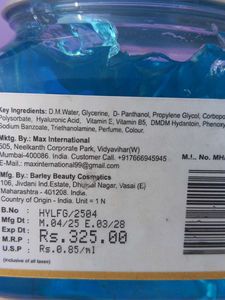 Key Ingredients: D.M.Water, Glycerine, D- Panthanol, Propylene Glycol, Carbopo
Polysorbate, Hyaluronic Acid, Vitamin E, Vitamin B5, DMDM Hydantoin, Phenoxy
Sodium Banzoate, Triethanolamine, Perfume, Colour.
Mktg. By.: Max International
505, Neelkanth Corporate Park, Vidyavihar(W)
Mumbai-400086, India. Customer Call. +917666945945
E-Mail : maxinternational99@gmail.com
M.L. No. MH/
Mfg. By.: Barley Beauty Cosmetics
106, Jivdani Ind.Estate, Dhumal Nagar, Vasai (E)
Maharashtra - 401208. India.
Country of Origin - India. Unit = 1 N
B.No HYLFG/2504
Mfg Dt : M.04/25 E.03/28
Exp Dt :
M R P : Rs.325.00
U.S.P : Rs.0.85/ml
(inclusive of all taxes)